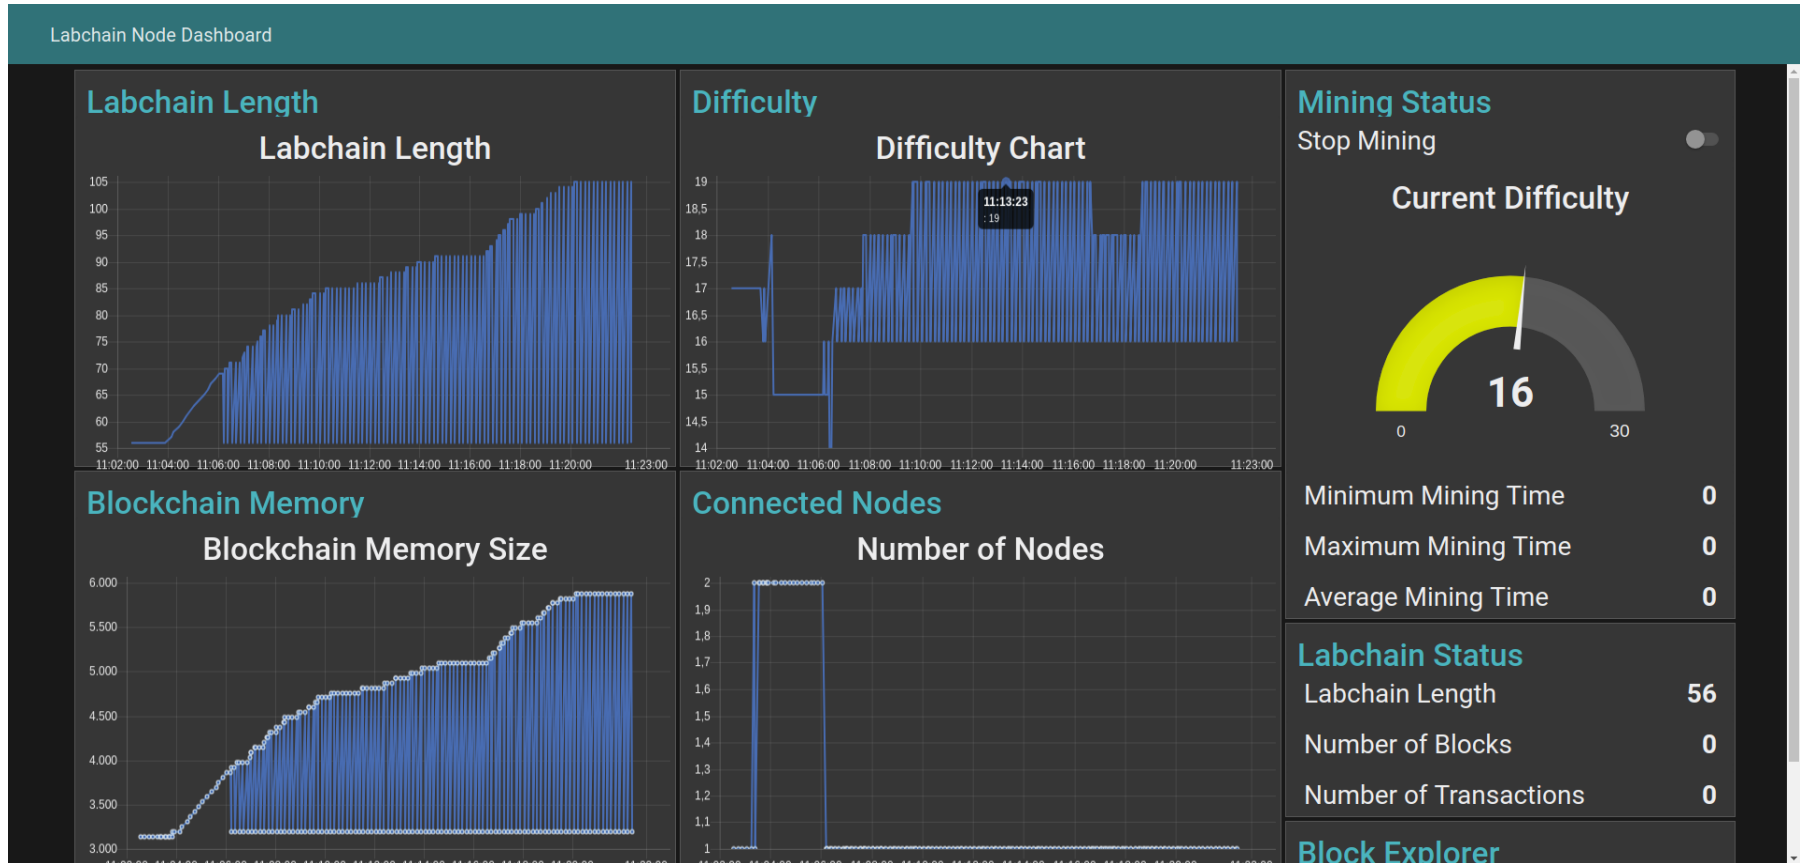 Labchain Node Dashboard
Labchain Length
Labchain Length
105
100
95
90
85
80
75
70
65
60
55
11:02:00 11:04:00 11:06:00 11:08:00 11:10:00 11:12:00 11:14:00 11:16:00 11:18:00 11:20:00 11:23:00
Difficulty
Difficulty Chart
19
18,5
18
17,5
17
16,5
16
15,5
15
14,5
14
11:13:23
: 19
11:02:00 11:04:00 11:06:00 11:08:00 11:10:00 11:12:00 11:14:00 11:16:00 11:18:00 11:20:00 11:23:00
Mining Status
Stop Mining
Current Difficulty
16
0 30
Minimum Mining Time 0
Maximum Mining Time 0
Average Mining Time 0
Blockchain Memory
Blockchain Memory Size
6.000
5.500
5.000
4.500
4.000
3.500
3.000
Connected Nodes
Number of Nodes
2
1,9
1,8
1,7
1,6
1,5
1,4
1,3
1,2
1,1
1
Labchain Status
Labchain Length 56
Number of Blocks 0
Number of Transactions 0
Block Explorer